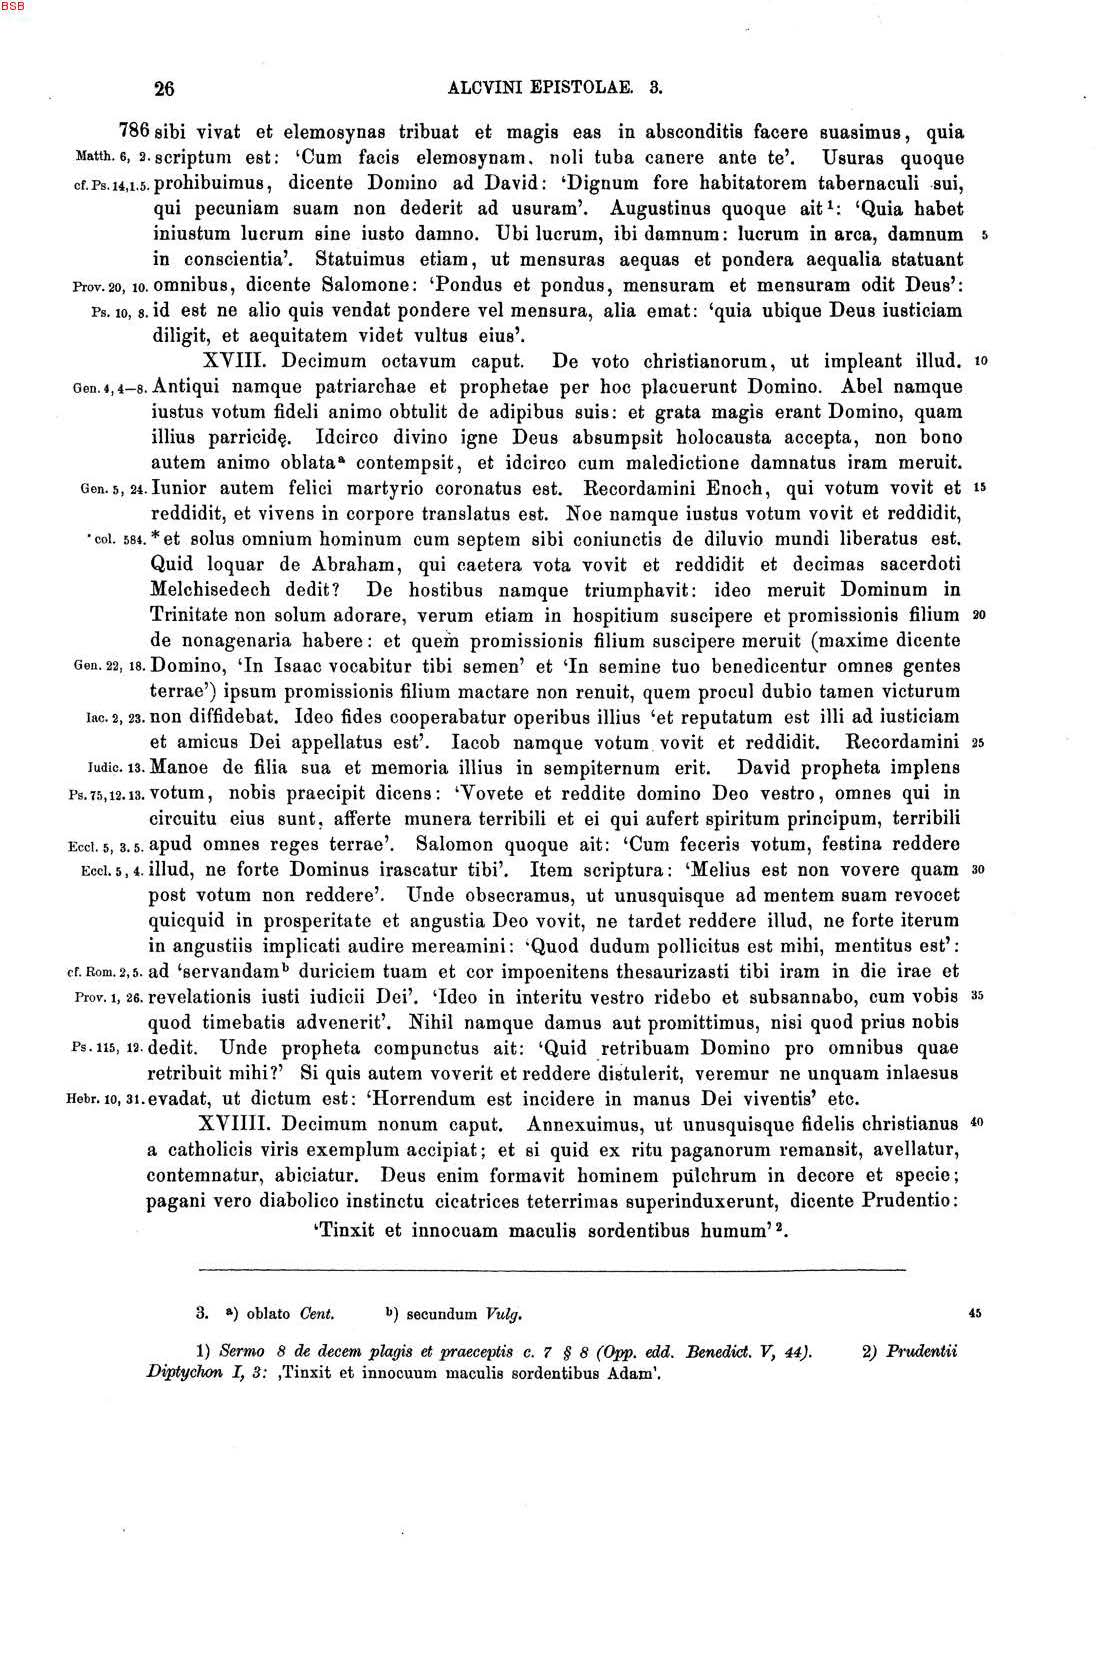 BSB
26 ALCVINI EPISTOLAE. 3.
786 sibi vivat et elemosynas tribuat et magis eas in absconditis facere suasimus, quia
Matth. 6, 2. scriptum est: ‘Cum facis elemosynam, noli tuba canere ante te’. Usuras quoque
cf. Ps. 14,1.5. prohibuimus, dicente Domino ad David: ‘Dignum fore habitatorem tabernaculi sui,
qui pecuniam suam non dederit ad usuram’. Augustinus quoque ait¹: ‘Quia habet
iniustum lucrum sine iusto damno. Ubi lucrum, ibi damnum: lucrum in arca, damnum 5
in conscientia’. Statuimus etiam, ut mensuras aequas et pondera aequalia statuant
Prov. 20, 10. omnibus, dicente Salomone: ‘Pondus et pondus, mensuram et mensuram odit Deus’:
Ps. 10, 8. id est ne alio quis vendat pondere vel mensura, alia emat: ‘quia ubique Deus iusticiam
diligit, et aequitatem videt vultus eius’.
XVIII. Decimum octavum caput. De voto christianorum, ut impleant illud. 10
Gen. 4, 4–8. Antiqui namque patriarchae et prophetae per hoc placuerunt Domino. Abel namque
iustus votum fideli animo obtulit de adipibus suis: et grata magis erant Domino, quam
illius parricidę. Idcirco divino igne Deus absumpsit holocausta accepta, non bono
autem animo oblataᵃ contempsit, et idcirco cum maledictione damnatus iram meruit.
Gen. 5, 24. Iunior autem felici martyrio coronatus est. Recordamini Enoch, qui votum vovit et 15
reddidit, et vivens in corpore translatus est. Noe namque iustus votum vovit et reddidit,
* col. 584. *et solus omnium hominum cum septem sibi coniunctis de diluvio mundi liberatus est.
Quid loquar de Abraham, qui caetera vota vovit et reddidit et decimas sacerdoti
Melchisedech dedit? De hostibus namque triumphavit: ideo meruit Dominum in
Trinitate non solum adorare, verum etiam in hospitium suscipere et promissionis filium 20
de nonagenaria habere: et quem promissionis filium suscipere meruit (maxime dicente
Gen. 22, 18. Domino, ‘In Isaac vocabitur tibi semen’ et ‘In semine tuo benedicentur omnes gentes
terrae’) ipsum promissionis filium mactare non renuit, quem procul dubio tamen victurum
Iac. 2, 23. non diffidebat. Ideo fides cooperabatur operibus illius ‘et reputatum est illi ad iusticiam
et amicus Dei appellatus est’. Iacob namque votum vovit et reddidit. Recordamini 25
Iudic. 13. Manoe de filia sua et memoria illius in sempiternum erit. David propheta implens
Ps. 75,12.13. votum, nobis praecipit dicens: ‘Vovete et reddite domino Deo vestro, omnes qui in
circuitu eius sunt, afferte munera terribili et ei qui aufert spiritum principum, terribili
Eccl. 5, 3. 5. apud omnes reges terrae’. Salomon quoque ait: ‘Cum feceris votum, festina reddere
Eccl. 5, 4. illud, ne forte Dominus irascatur tibi’. Item scriptura: ‘Melius est non vovere quam 30
post votum non reddere’. Unde obsecramus, ut unusquisque ad mentem suam revocet
quicquid in prosperitate et angustia Deo vovit, ne tardet reddere illud, ne forte iterum
in angustiis implicati audire mereamini: ‘Quod dudum pollicitus est mihi, mentitus est’:
cf. Rom. 2, 5. ad ‘servandamᵇ duriciem tuam et cor impoenitens thesaurizasti tibi iram in die irae et
Prov. 1, 26. revelationis iusti iudicii Dei’. ‘Ideo in interitu vestro ridebo et subsannabo, cum vobis 35
quod timebatis advenerit’. Nihil namque damus aut promittimus, nisi quod prius nobis
Ps. 115, 12. dedit. Unde propheta compunctus ait: ‘Quid retribuam Domino pro omnibus quae
retribuit mihi?’ Si quis autem voverit et reddere distulerit, veremur ne unquam inlaesus
Hebr. 10, 31. evadat, ut dictum est: ‘Horrendum est incidere in manus Dei viventis’ etc.
XVIIII. Decimum nonum caput. Annexuimus, ut unusquisque fidelis christianus 40
a catholicis viris exemplum accipiat; et si quid ex ritu paganorum remansit, avellatur,
contemnatur, abiciatur. Deus enim formavit hominem pulchrum in decore et specie;
pagani vero diabolico instinctu cicatrices teterrimas superinduxerunt, dicente Prudentio:
‘Tinxit et innocuam maculis sordentibus humum’².
3. ᵃ) oblato Cent. ᵇ) secundum Vulg. 45
1) Sermo 8 de decem plagis et praeceptis c. 7 § 8 (Opp. edd. Benedict. V, 44). 2) Prudentii
Diptychon I, 3: ‚Tinxit et innocuum maculis sordentibus Adam'.